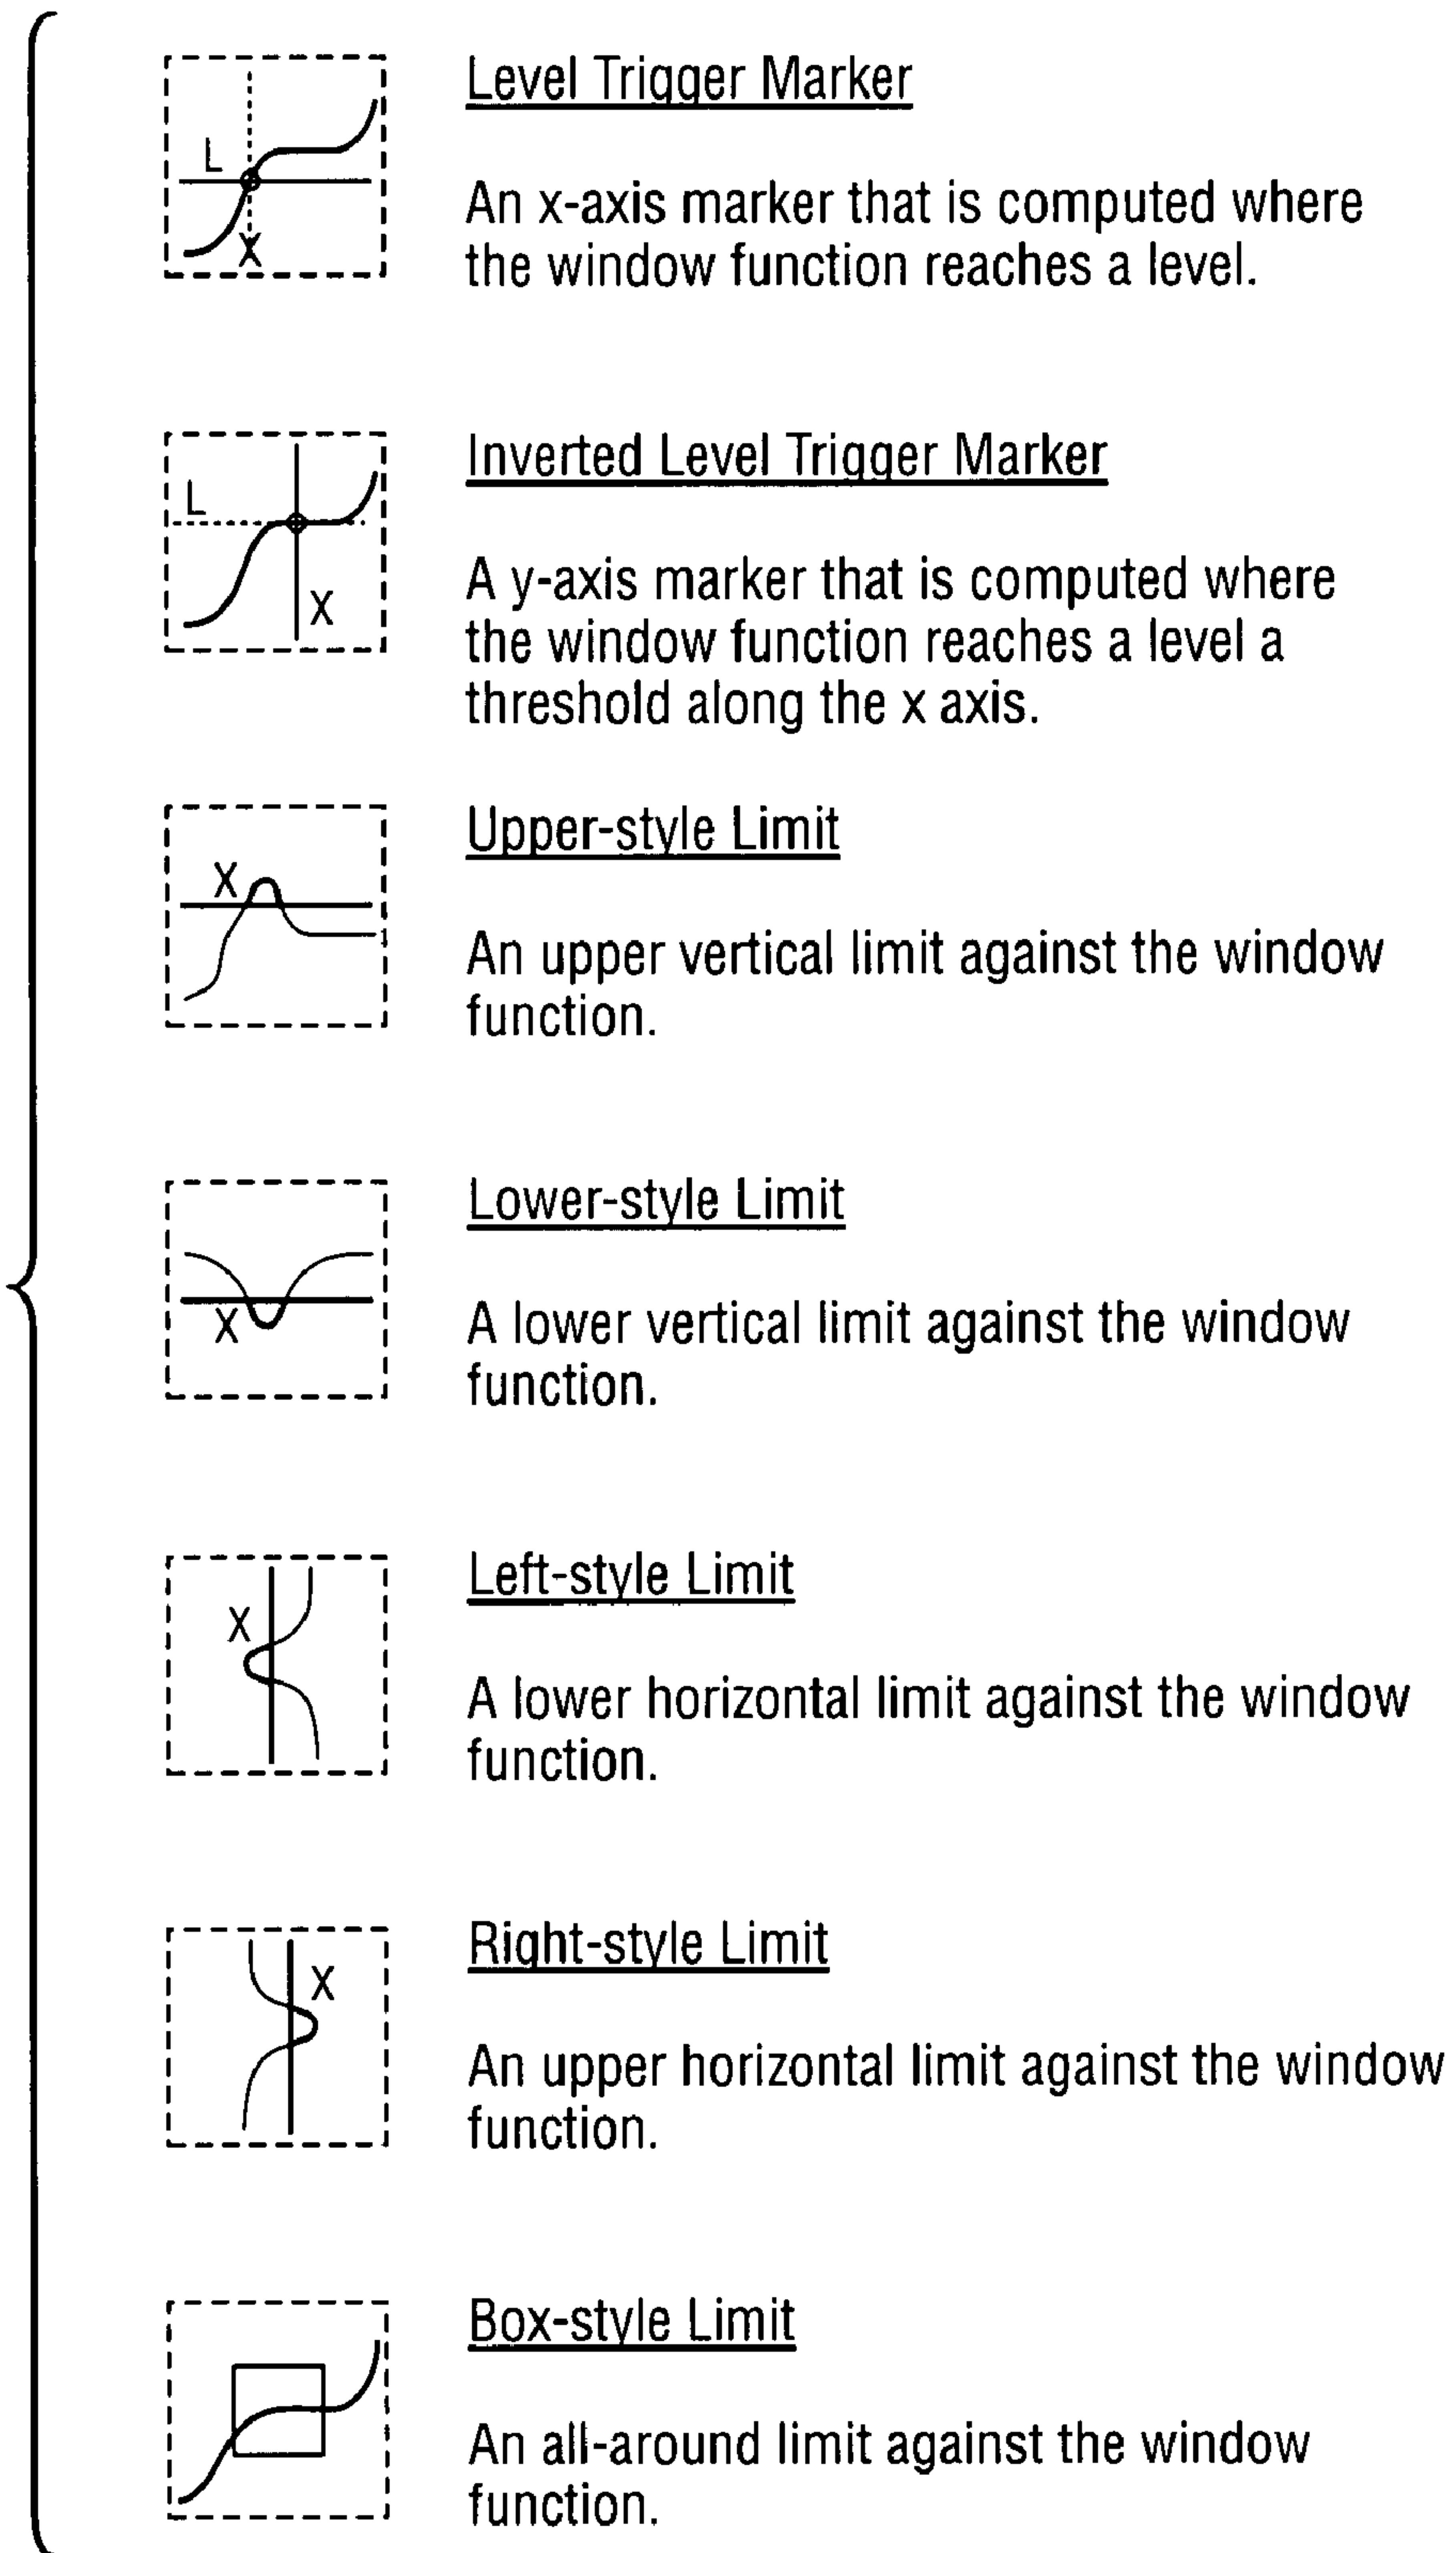 Level Trigger Marker
L
X
An x-axis marker that is computed where
the window function reaches a level.
Inverted Level Trigger Marker
L
X
A y-axis marker that is computed where
the window function reaches a level a
threshold along the x axis.
Upper-style Limit
X
An upper vertical limit against the window
function.
Lower-style Limit
X
A lower vertical limit against the window
function.
Left-style Limit
X
A lower horizontal limit against the window
function.
Right-style Limit
X
An upper horizontal limit against the window
function.
Box-style Limit
An all-around limit against the window
function.